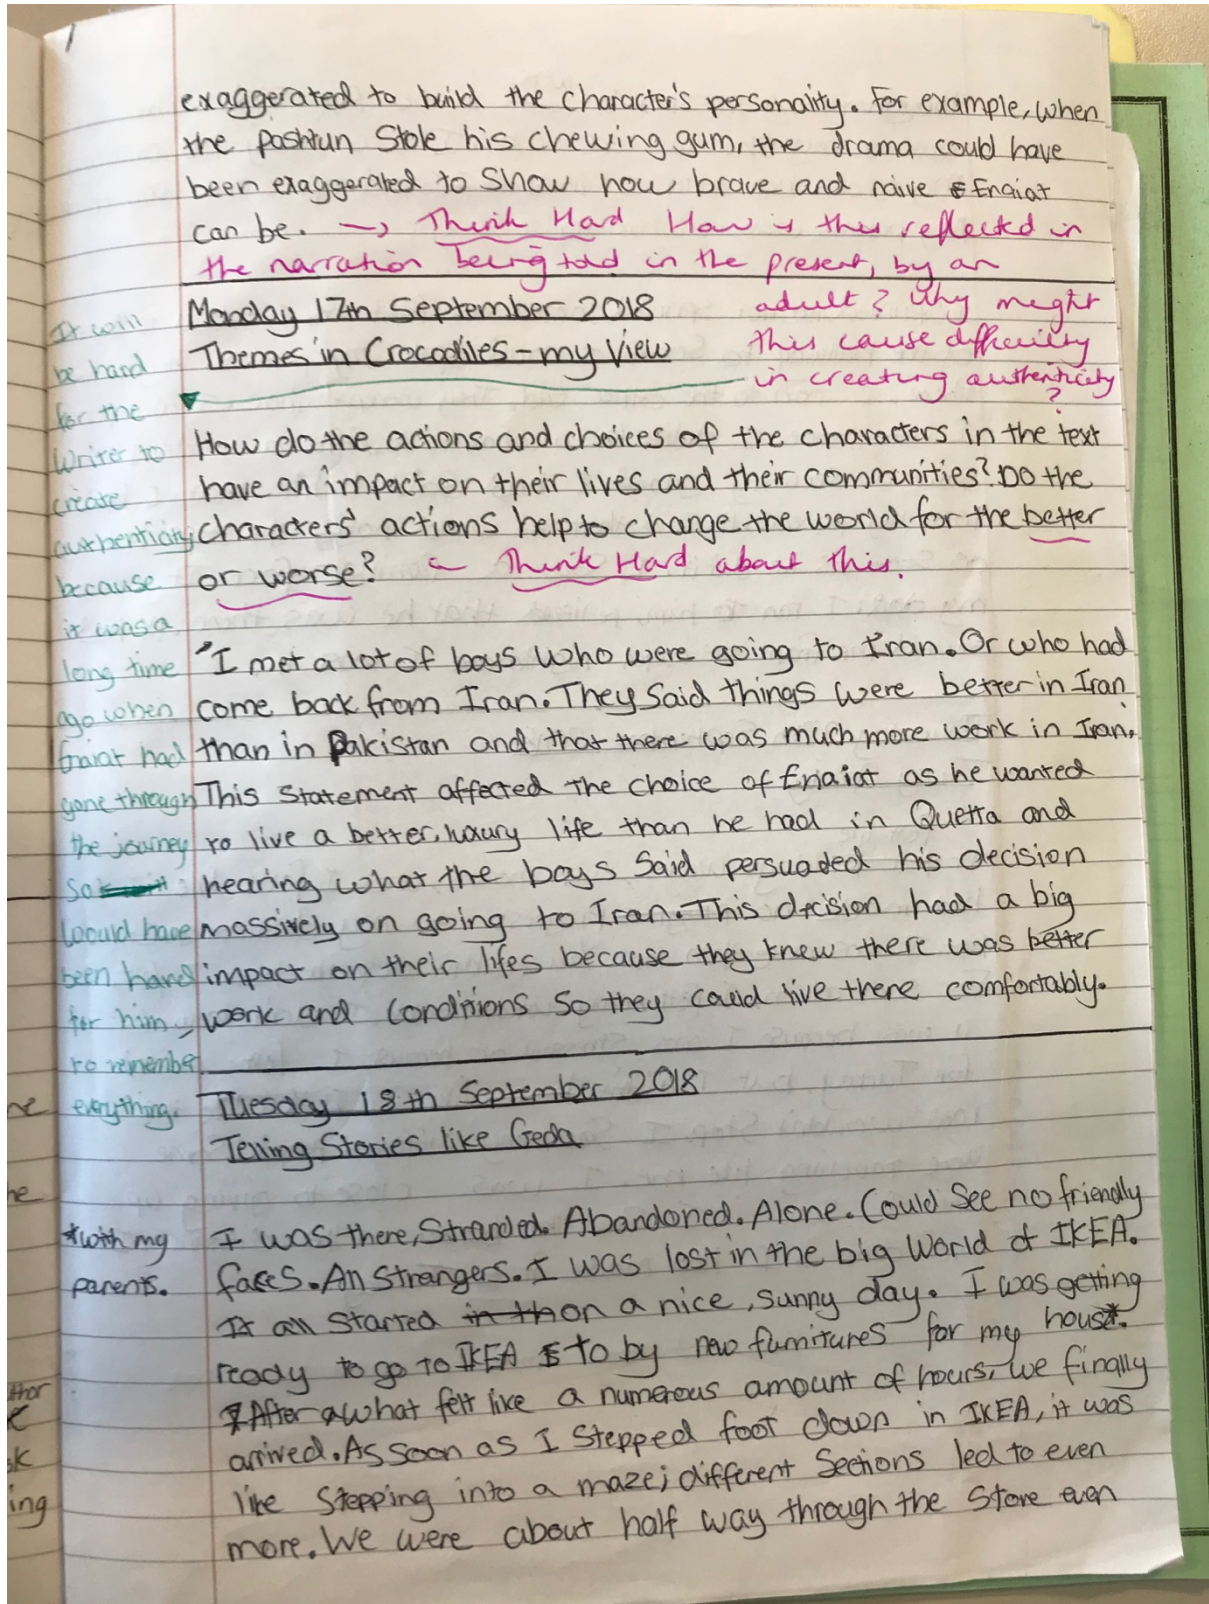 exaggerated to build the character's personality. For example, when
the pashtun Stole his chewing gum, the drama could have
been exaggerated to Show how brave and naive Enaiat
can be. → Think Hard How is this reflected in
the narration being told in the present, by an
adult? Why might
this cause difficulty
in creating authenticity
?
Monday 17th September 2018
Themes in Crocodiles - my View
It will
be hard
for the
writer to
create
authenticity
because
it was a
long time
ago when
Enaiat had
gone through
the journey
so
would have
been hard
for him
to remember
everything.
How do the actions and choices of the characters in the text
have an impact on their lives and their communities? Do the
characters' actions help to change the world for the better
or worse? - Think Hard about this.
"I met a lot of boys who were going to Iran. Or who had
come back from Iran. They said things were better in Iran
than in Pakistan and that there was much more work in Iran.
This statement affected the choice of Enaiat as he wanted
to live a better, luxury life than he had in Quetta and
hearing what the boys said persuaded his decision
massively on going to Iran. This decision had a big
impact on their lifes because they knew there was better
work and conditions so they could live there comfortably.
Tuesday 18th September 2018
Telling Stories like Geda
I was there, Stranded. Abandoned. Alone. Could See no friendly
faces. All Strangers. I was lost in the big World of IKEA.
It all Started in th on a nice, sunny day. I was getting
ready to go to IKEA to by new furnitures for my house*.
*with my
parents.
After what felt like a numerous amount of hours, we finally
arrived. As soon as I Stepped foot down in IKEA, it was
like Stepping into a maze; different Sections led to even
more. We were about half way through the Store even
ne
he
thor
sk
ing